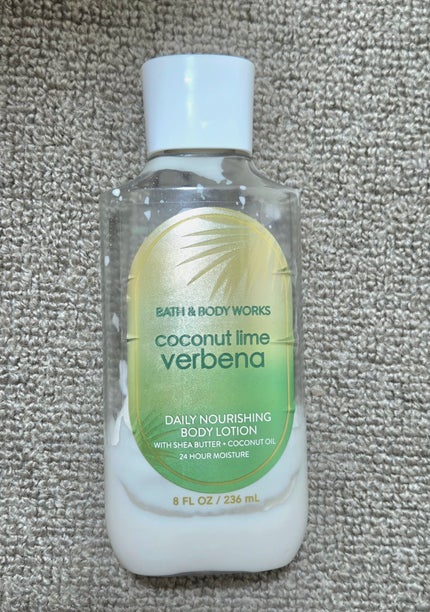 BATH & BODY WORKS
coconut lime
verbena
DAILY NOURISHING
BODY LOTION
WITH SHEA BUTTER + COCONUT OIL
24 HOUR MOISTURE
8 FL OZ / 236 mL